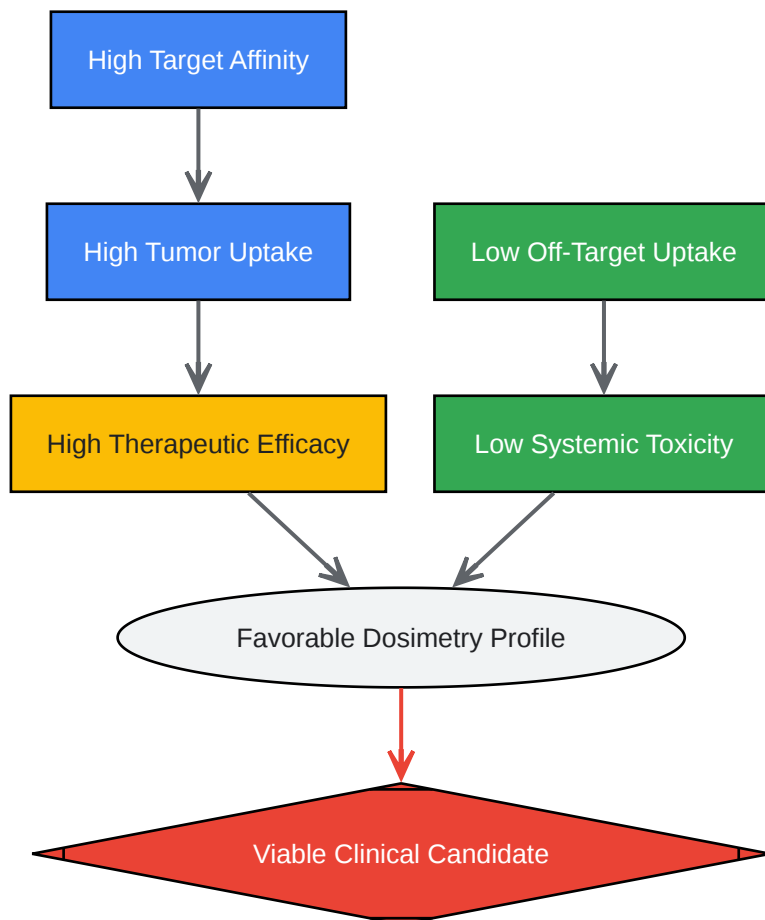 High Target Affinity
High Tumor Uptake
Low Off-Target Uptake
High Therapeutic Efficacy
Low Systemic Toxicity
Favorable Dosimetry Profile
Viable Clinical Candidate